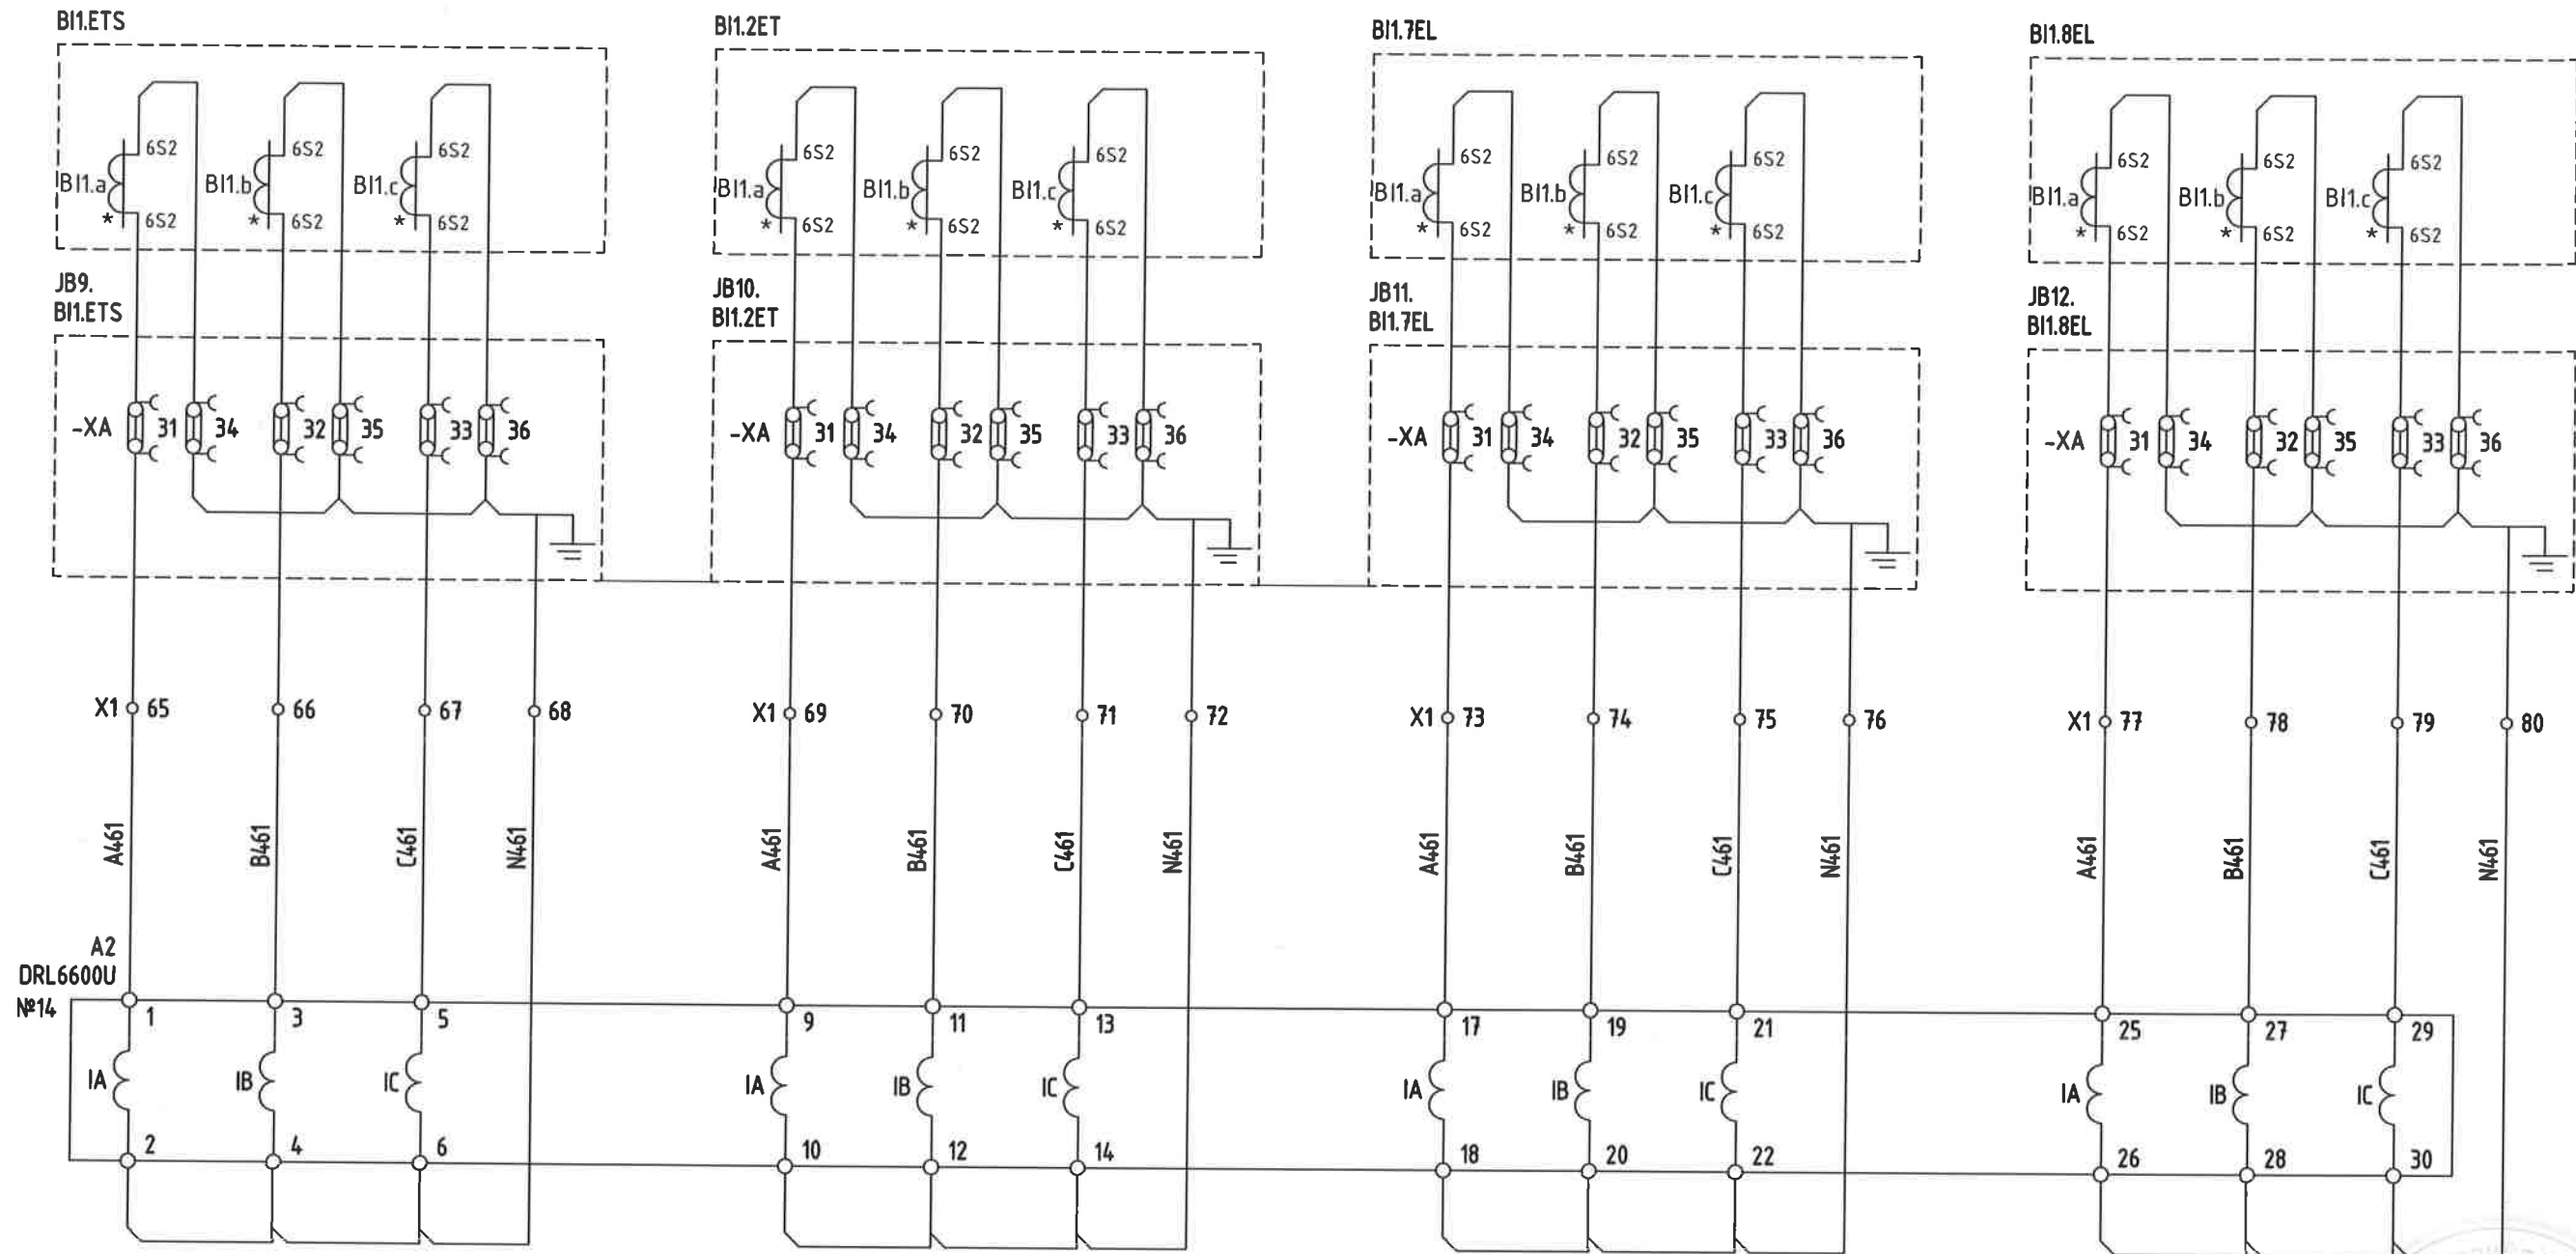 BI1.ETS
BI1.2ET
BI1.7EL
BI1.8EL
6S2 6S2 6S2 6S2 6S2 6S2 6S2 6S2 6S2 6S2 6S2 6S2
BI1.a BI1.b BI1.c BI1.a BI1.b BI1.c BI1.a BI1.b BI1.c BI1.a BI1.b BI1.c
* 6S2 * 6S2 * 6S2 * 6S2 * 6S2 * 6S2 * 6S2 * 6S2 * 6S2 * 6S2 * 6S2 * 6S2
JB9.
BI1.ETS
JB10.
BI1.2ET
JB11.
BI1.7EL
JB12.
BI1.8EL
-XA 31 34 32 35 33 36
-XA 31 34 32 35 33 36
-XA 31 34 32 35 33 36
-XA 31 34 32 35 33 36
X1 65 66 67 68
X1 69 70 71 72
X1 73 74 75 76
X1 77 78 79 80
A461 B461 C461 N461
A461 B461 C461 N461
A461 B461 C461 N461
A461 B461 C461 N461
A2
DRL6600U
№14
1 3 5 9 11 13 17 19 21 25 27 29
IA IB IC IA IB IC IA IB IC IA IB IC
2 4 6 10 12 14 18 20 22 26 28 30